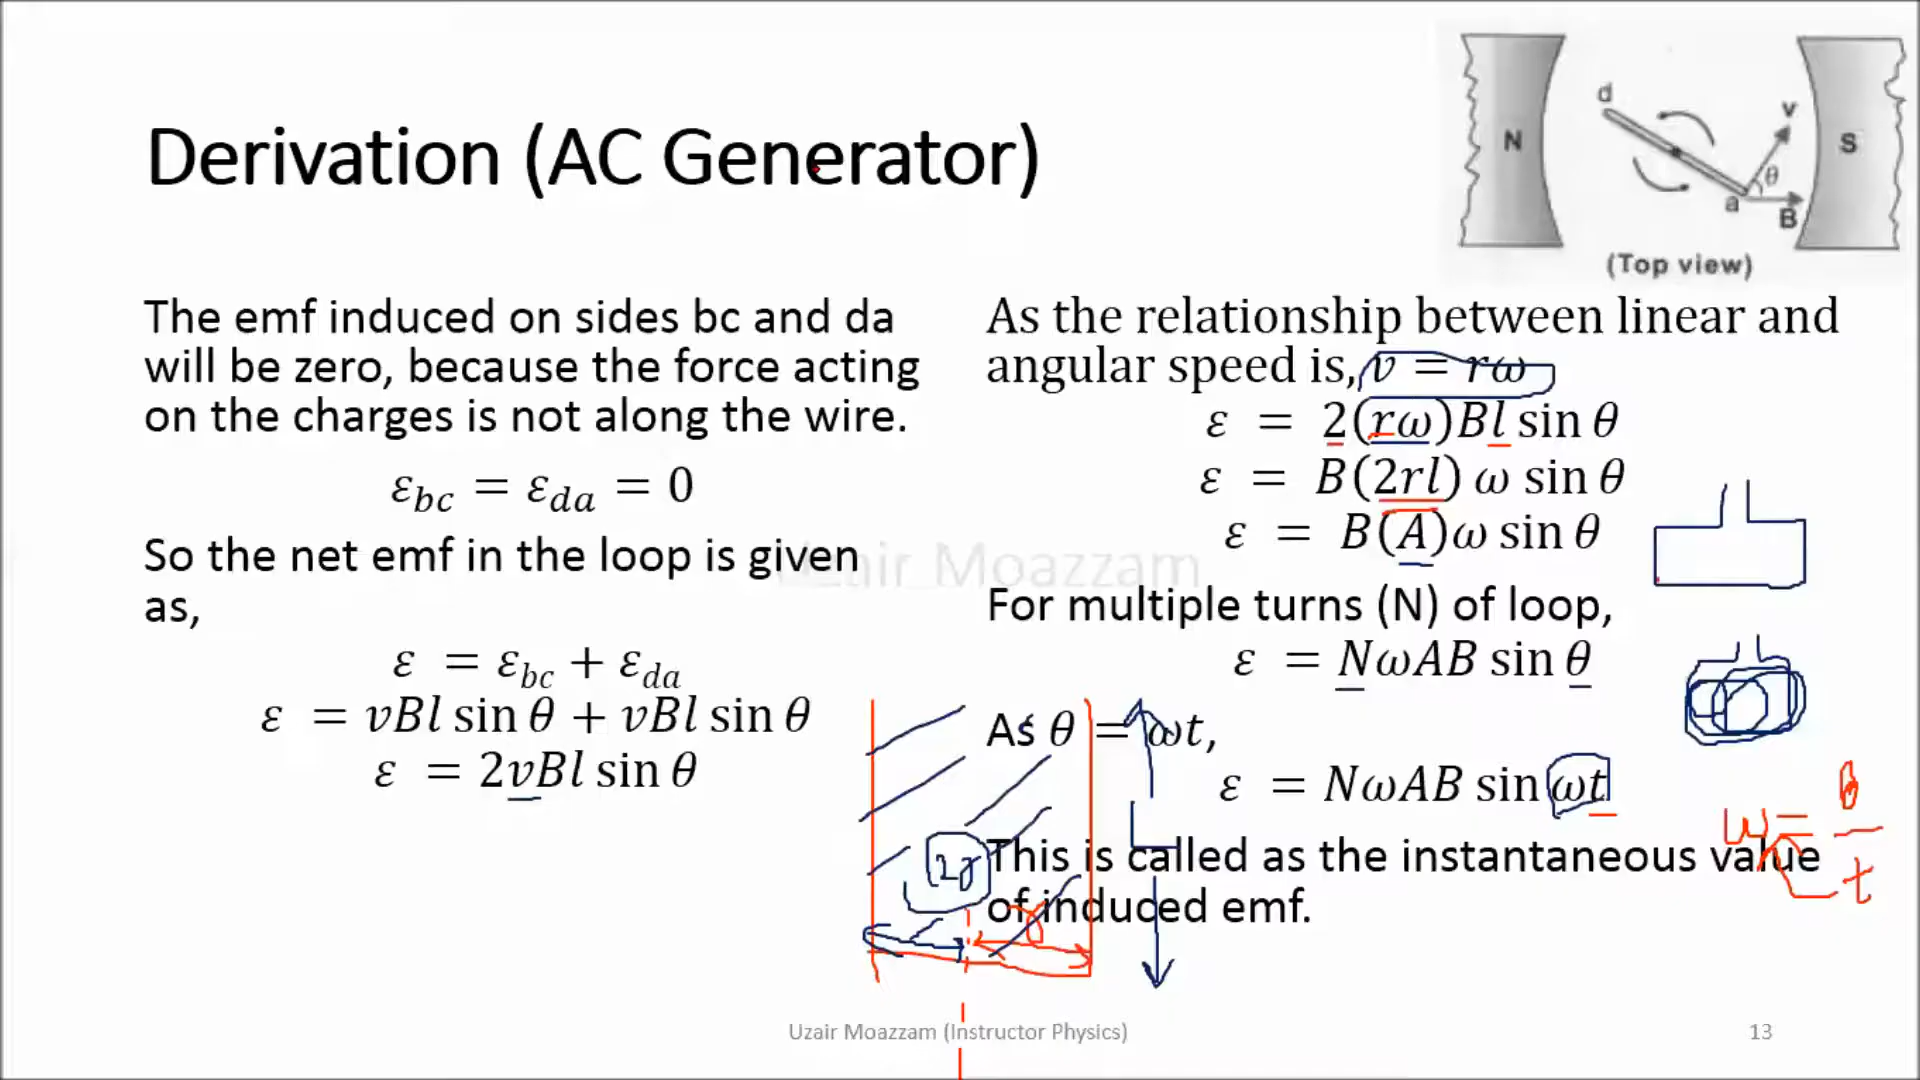 Derivation (AC Generator)
N
d
v
θ
a
B
S
(Top view)
The emf induced on sides bc and da
will be zero, because the force acting
on the charges is not along the wire.
ε_bc = ε_da = 0
So the net emf in the loop is given
as,
ε = ε_bc + ε_da
ε = vBl sin θ + vBl sin θ
ε = 2vBl sin θ
As the relationship between linear and
angular speed is, v = rω
ε = 2(rω)Bl sin θ
ε = B(2rl) ω sin θ
ε = B(A)ω sin θ
For multiple turns (N) of loop,
ε = NωAB sin θ
As θ = ωt,
ε = NωAB sin ωt
This is called as the instantaneous value
of induced emf.
2r
r
ω = θ
t
Uzair Moazzam
Uzair Moazzam (Instructor Physics)
13